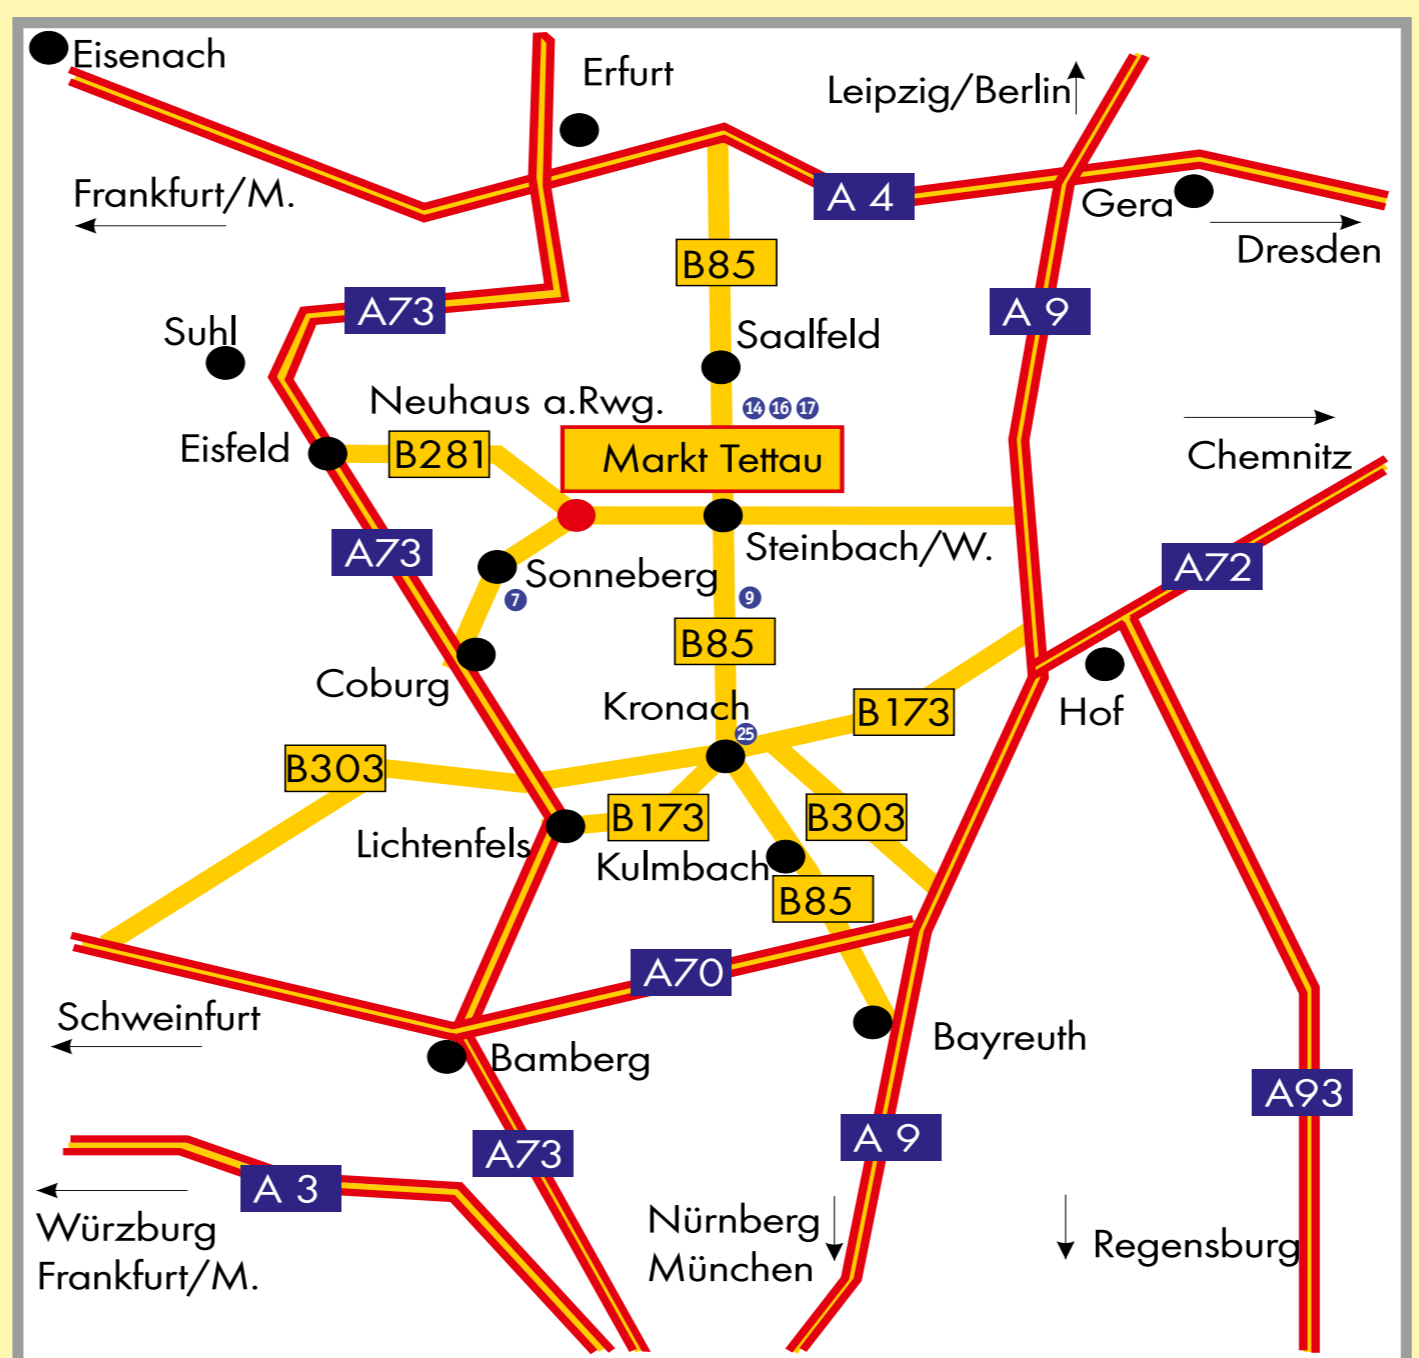 Eisenach
Erfurt
Leipzig/Berlin
Frankfurt/M.
A 4
Gera
Dresden
B85
A73
A 9
Suhl
Saalfeld
Neuhaus a.Rwg.
14 16 17
Eisfeld
B281
Markt Tettau
Chemnitz
A73
Steinbach/W.
A72
Sonneberg
7
9
B85
Coburg
Kronach
25
B173
Hof
B303
B173
B303
Lichtenfels
Kulmbach
B85
A70
Schweinfurt
Bamberg
Bayreuth
A93
A73
A 9
A 3
Würzburg
Frankfurt/M.
Nürnberg
München
Regensburg